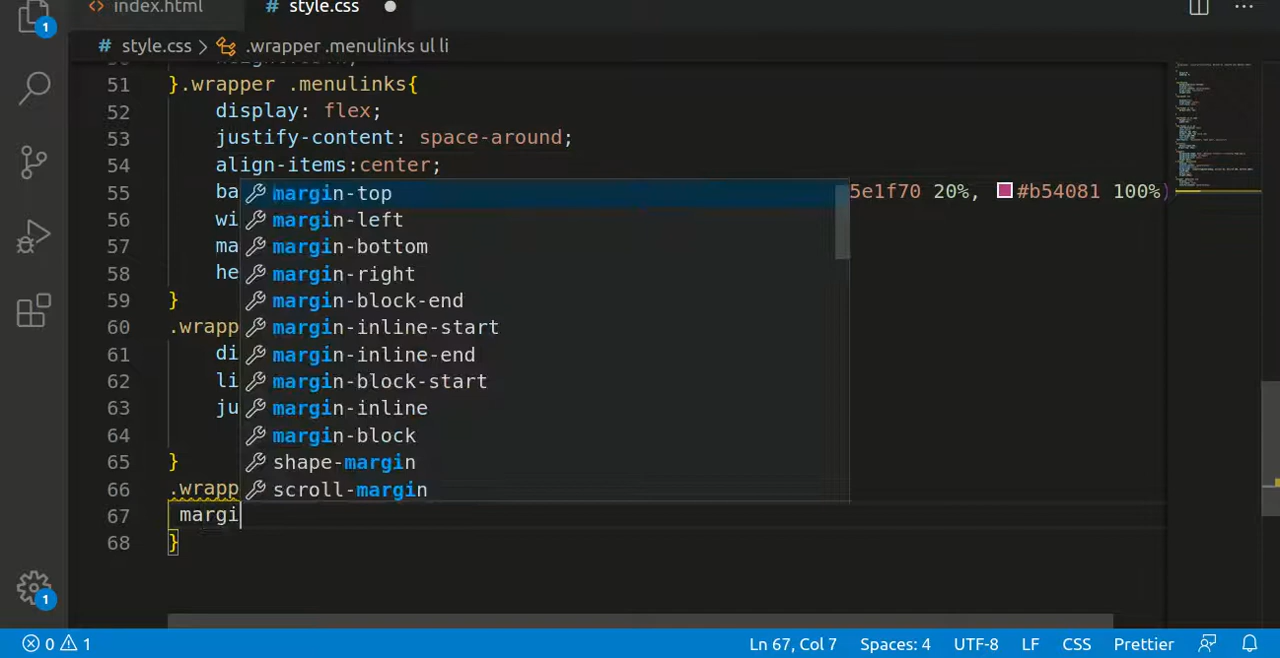 index.html
# style.css
1
# style.css > .wrapper .menulinks ul li
51 }.wrapper .menulinks{
52 display: flex;
53 justify-content: space-around;
54 align-items:center;
55 ba 5e1f70 20%, #b54081 100%)
56 wi
57 ma
58 he
59 }
60 .wrapp
61 di
62 li
63 ju
64
65 }
66 .wrapp
67 margi
68 }
margin-top
margin-left
margin-bottom
margin-right
margin-block-end
margin-inline-start
margin-inline-end
margin-block-start
margin-inline
margin-block
shape-margin
scroll-margin
1
0 1 Ln 67, Col 7 Spaces: 4 UTF-8 LF CSS Prettier